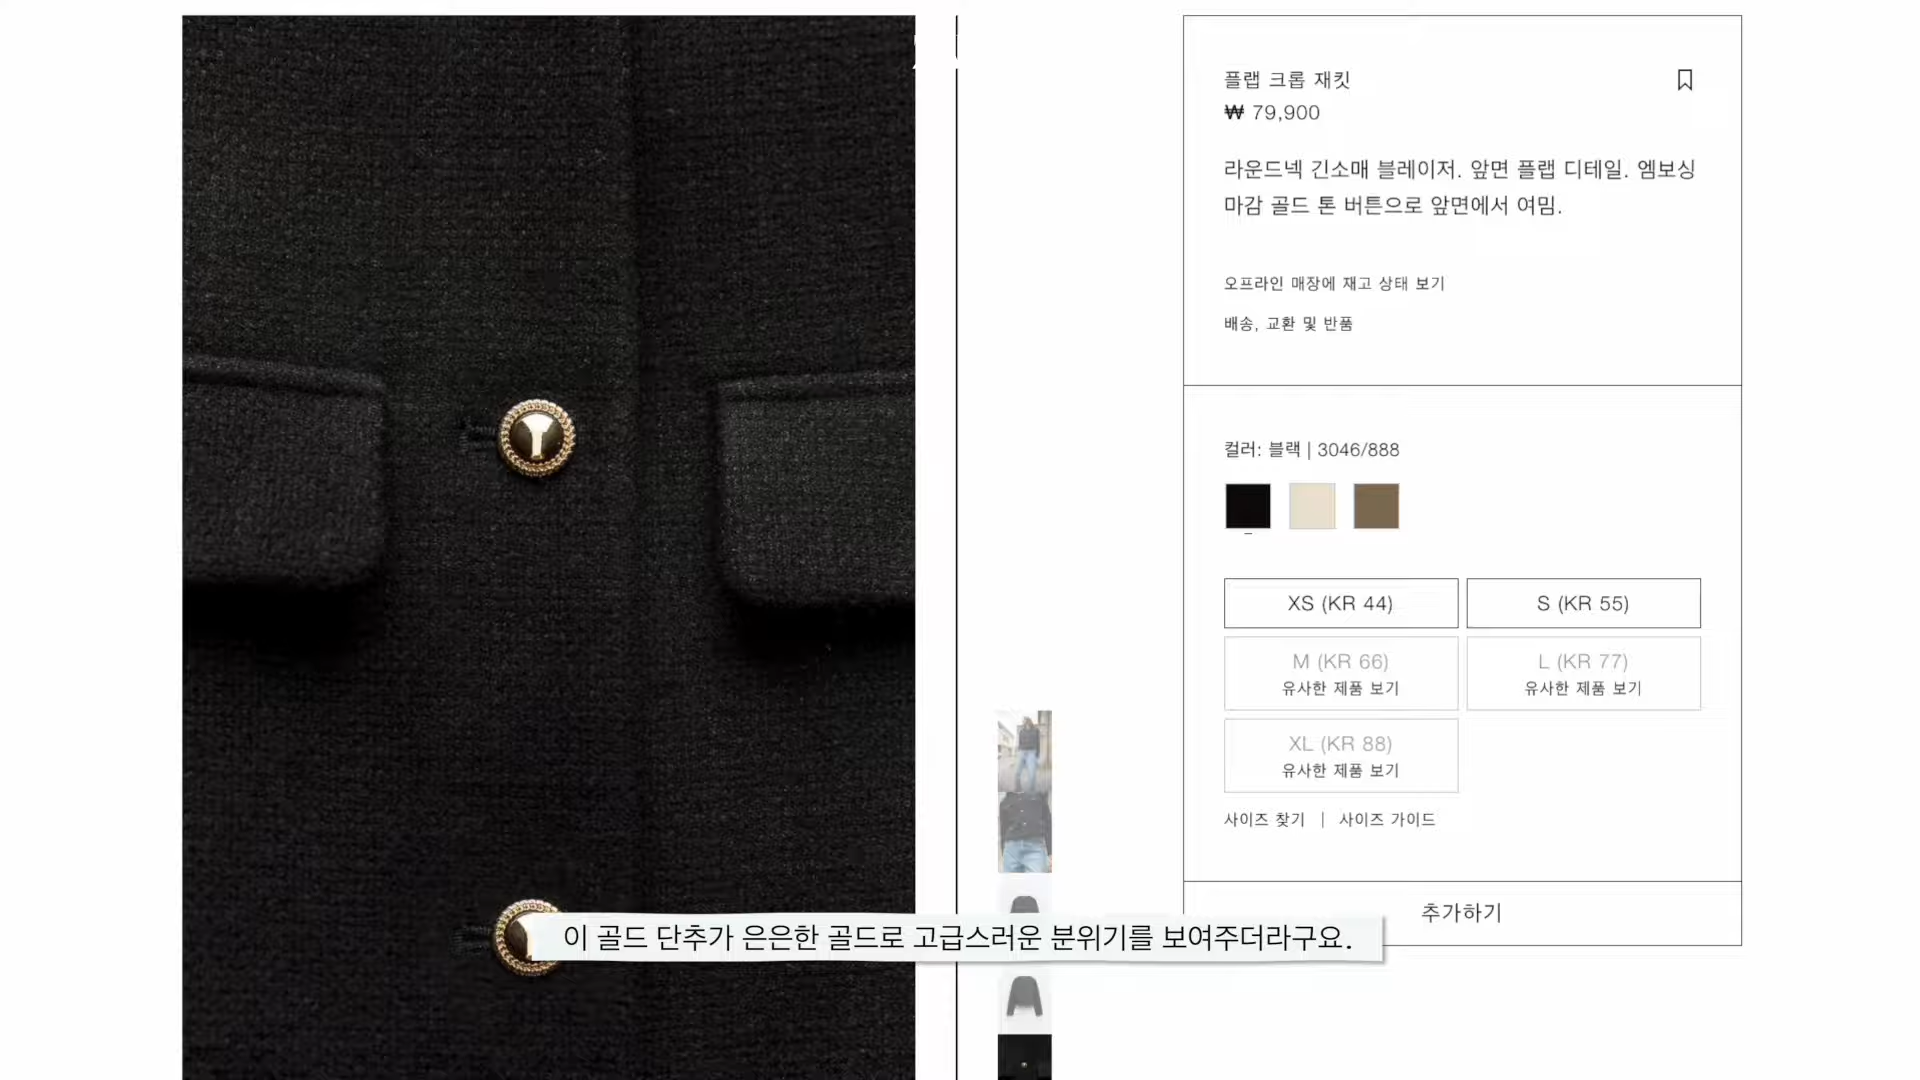 플랩 크롭 재킷
₩ 79,900
라운드넥 긴소매 블레이저. 앞면 플랩 디테일. 엠보싱
마감 골드 톤 버튼으로 앞면에서 여밈.
오프라인 매장에 재고 상태 보기
배송, 교환 및 반품
컬러: 블랙 | 3046/888
XS (KR 44)
S (KR 55)
M (KR 66)
유사한 제품 보기
L (KR 77)
유사한 제품 보기
XL (KR 88)
유사한 제품 보기
사이즈 찾기 | 사이즈 가이드
추가하기
이 골드 단추가 은은한 골드로 고급스러운 분위기를 보여주더라구요.